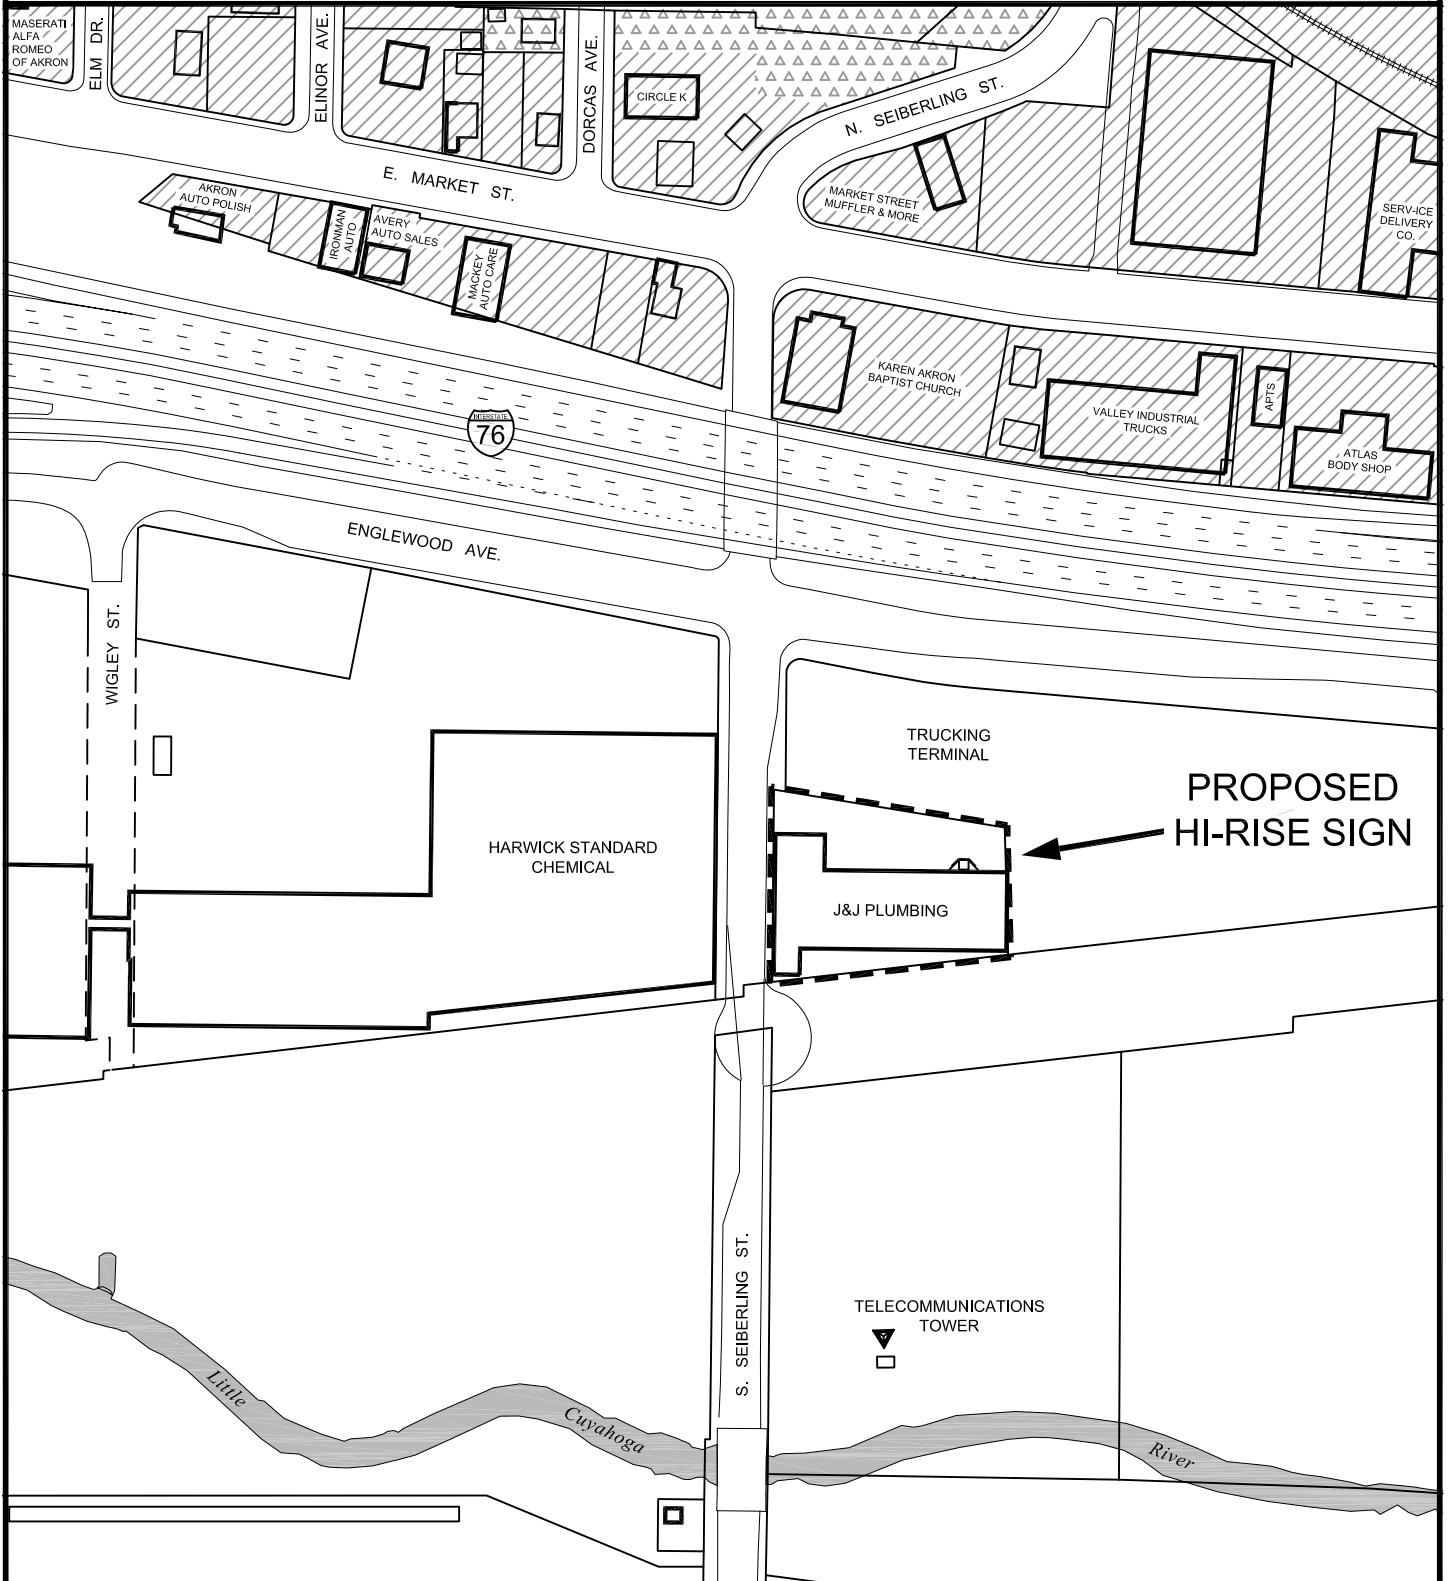 MASERATI
ALFA
ROMEO
OF AKRON
ELM DR.
ELINOR AVE.
DORCAS AVE.
CIRCLE K
N. SEIBERLING ST.
E. MARKET ST.
AKRON
AUTO POLISH
IRONMAN
AUTO
AVERY
AUTO SALES
MACKEY
AUTO CARE
MARKET STREET
MUFFLER & MORE
SERV-ICE
DELIVERY
CO.
KAREN AKRON
BAPTIST CHURCH
VALLEY INDUSTRIAL
TRUCKS
APTS
ATLAS
BODY SHOP
INTERSTATE
76
ENGLEWOOD AVE.
WIGLEY ST.
TRUCKING
TERMINAL
PROPOSED
HI-RISE SIGN
HARWICK STANDARD
CHEMICAL
J&J PLUMBING
S. SEIBERLING ST.
TELECOMMUNICATIONS
TOWER
Little Cuyahoga River